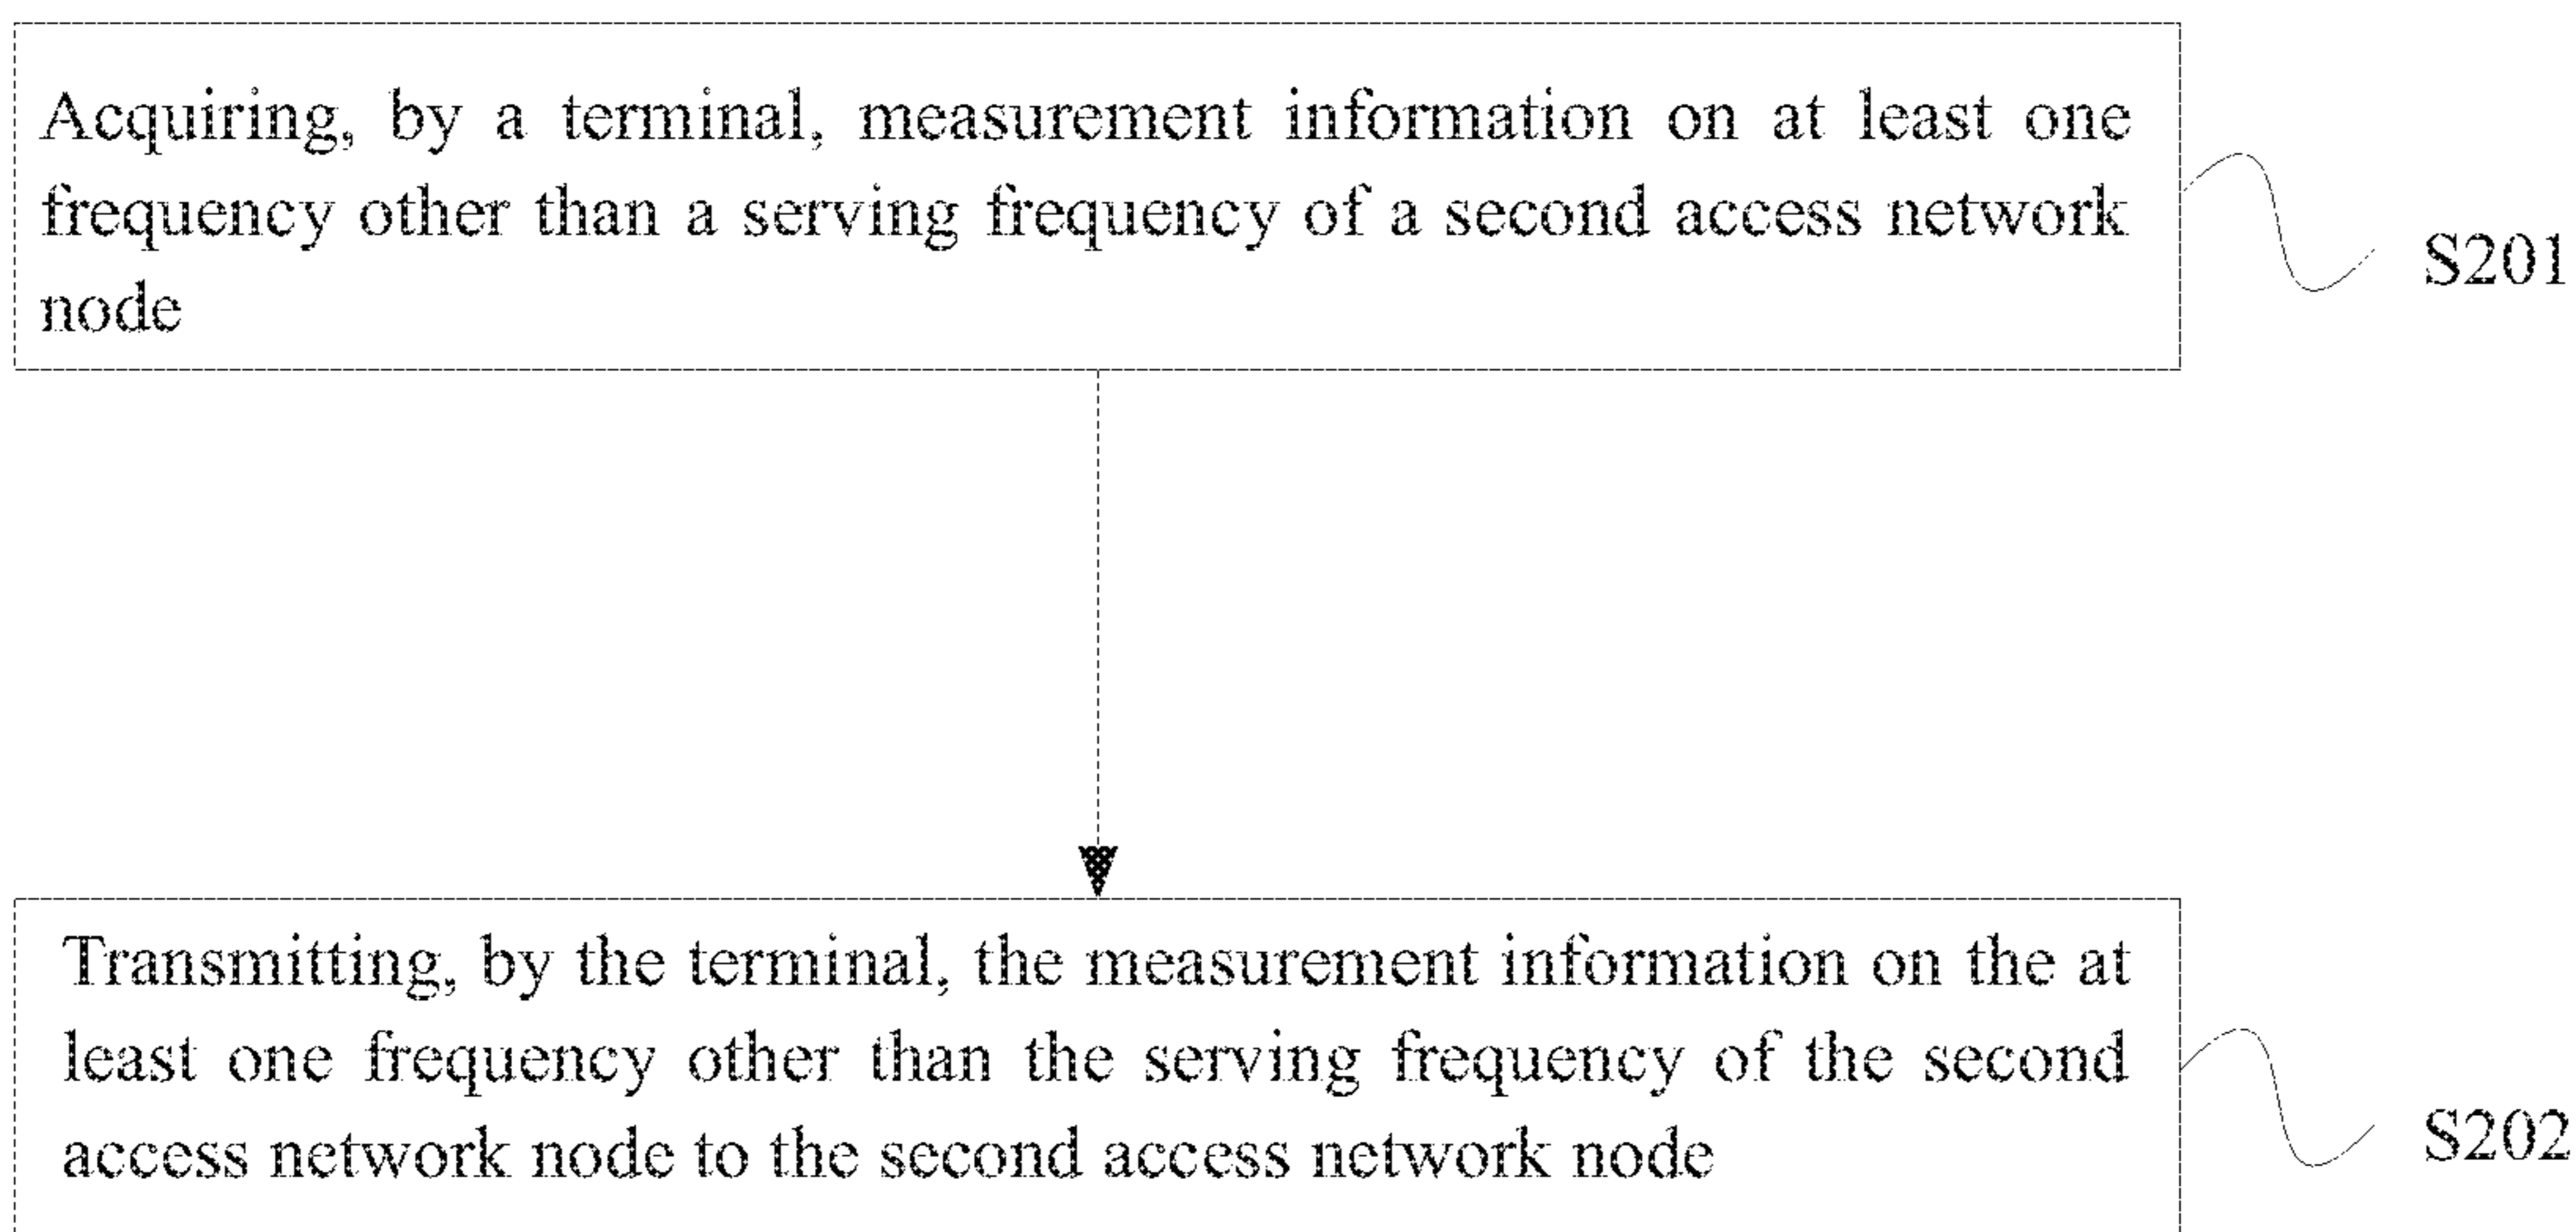 Acquiring, by a terminal, measurement information on at least one
frequency other than a serving frequency of a second access network
node
S201
Transmitting, by the terminal, the measurement information on the at
least one frequency other than the serving frequency of the second
access network node to the second access network node
S202